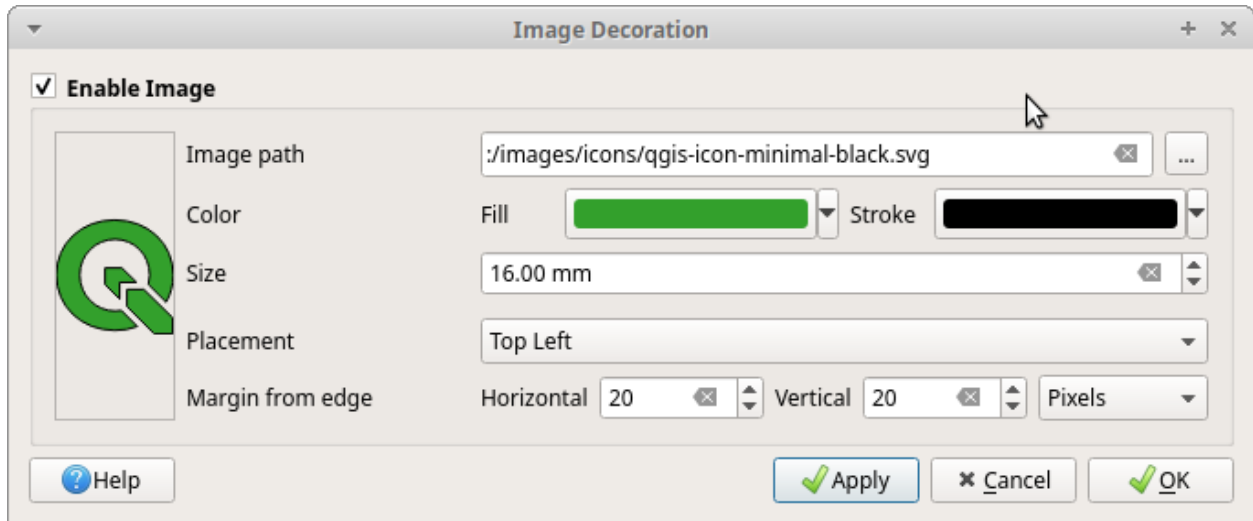 Image Decoration
Enable Image
Image path :/images/icons/qgis-icon-minimal-black.svg ...
Color Fill Stroke
Size 16.00 mm
Placement Top Left
Margin from edge Horizontal 20 Vertical 20 Pixels
Help Apply Cancel OK